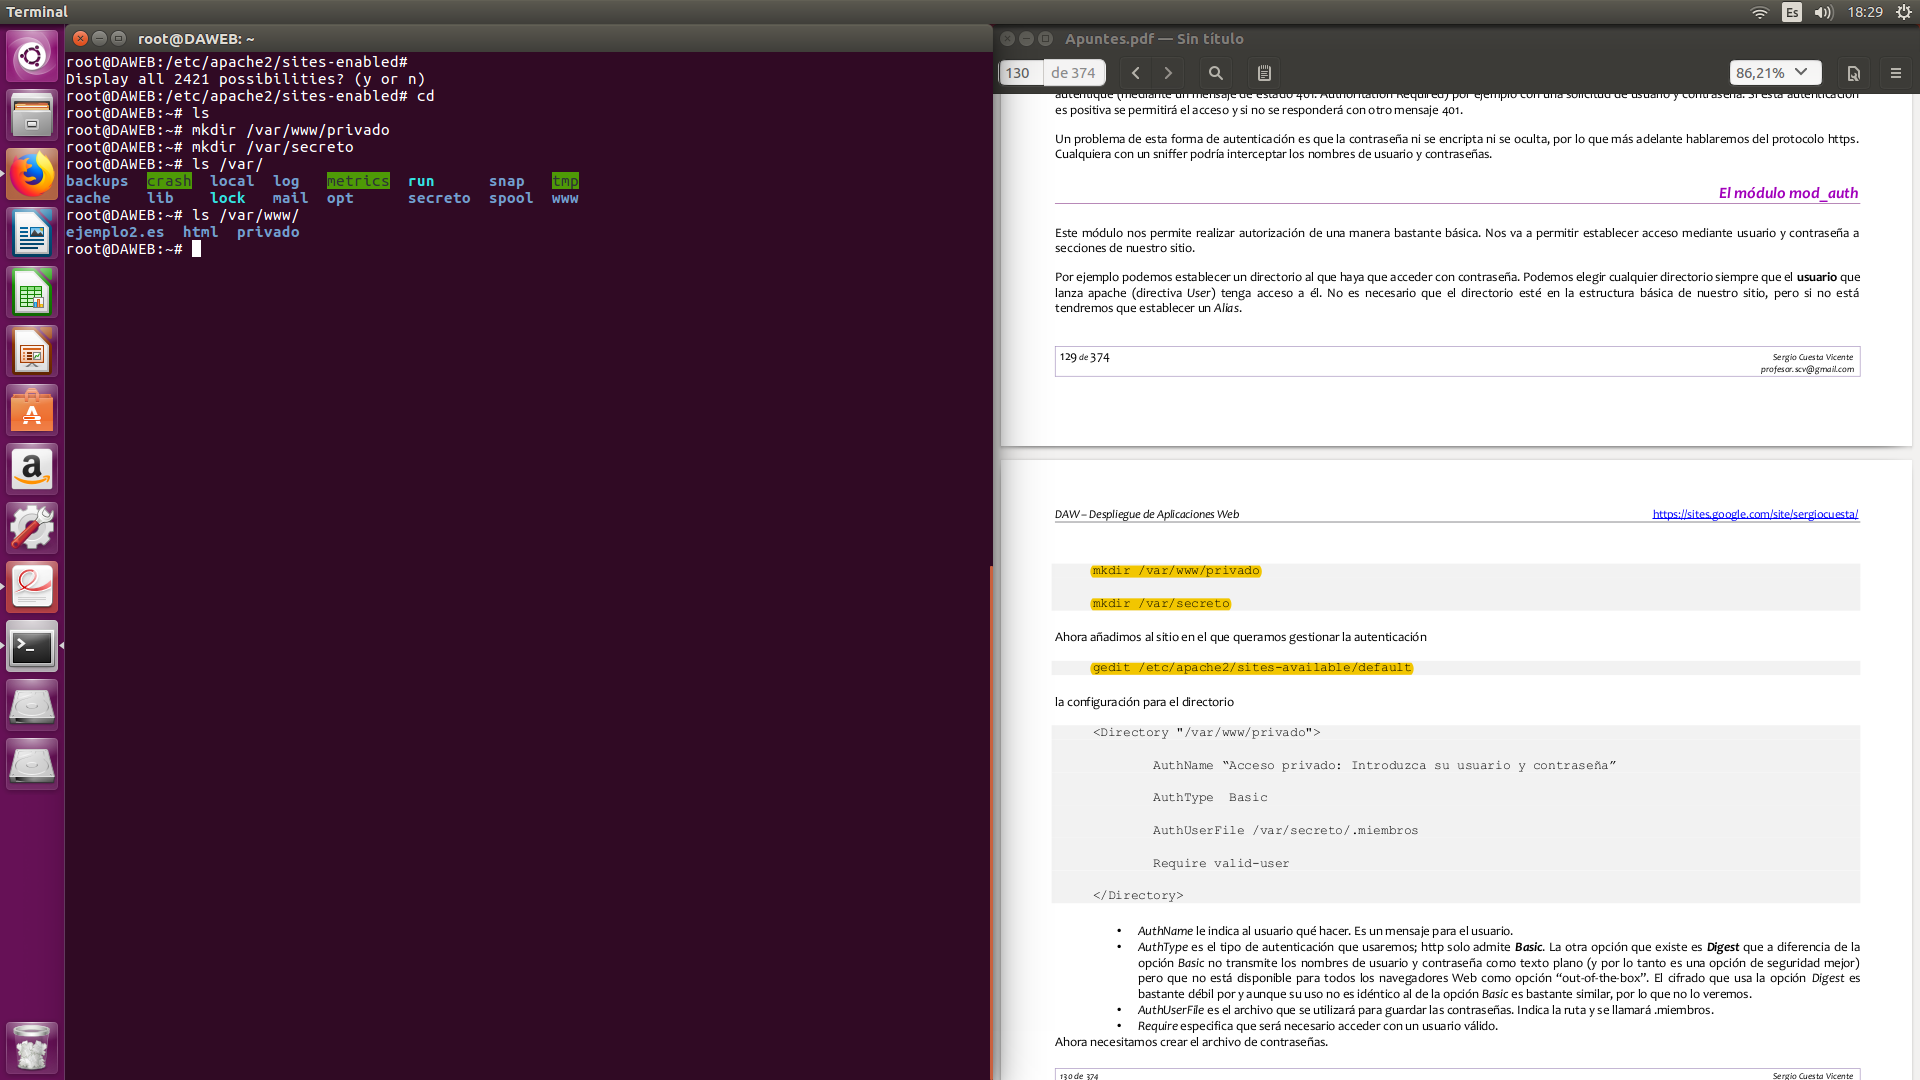 Terminal
Es
18:29
root@DAWEB: ~
root@DAWEB:/etc/apache2/sites-enabled#
Display all 2421 possibilities? (y or n)
root@DAWEB:/etc/apache2/sites-enabled# cd
root@DAWEB:~# ls
root@DAWEB:~# mkdir /var/www/privado
root@DAWEB:~# mkdir /var/secreto
root@DAWEB:~# ls /var/
backups crash local log metrics run snap tmp
cache lib lock mail opt secreto spool www
root@DAWEB:~# ls /var/www/
ejemplo2.es html privado
root@DAWEB:~#
Apuntes.pdf — Sin título
130 de 374
86,21%
autentique (mediante un mensaje de estado 401. Authoritation Required) por ejemplo con una solicitud de usuario y contraseña. Si esta autenticación
es positiva se permitirá el acceso y si no se responderá con otro mensaje 401.
Un problema de esta forma de autenticación es que la contraseña ni se encripta ni se oculta, por lo que más adelante hablaremos del protocolo https.
Cualquiera con un sniffer podría interceptar los nombres de usuario y contraseñas.
El módulo mod_auth
Este módulo nos permite realizar autorización de una manera bastante básica. Nos va a permitir establecer acceso mediante usuario y contraseña a
secciones de nuestro sitio.
Por ejemplo podemos establecer un directorio al que haya que acceder con contraseña. Podemos elegir cualquier directorio siempre que el usuario que
lanza apache (directiva User) tenga acceso a él. No es necesario que el directorio esté en la estructura básica de nuestro sitio, pero si no está
tendremos que establecer un Alias.
129 de 374
Sergio Cuesta Vicente
profesor.scv@gmail.com
DAW – Despliegue de Aplicaciones Web
https://sites.google.com/site/sergiocuesta/
mkdir /var/www/privado
mkdir /var/secreto
Ahora añadimos al sitio en el que queramos gestionar la autenticación
gedit /etc/apache2/sites-available/default
la configuración para el directorio
<Directory "/var/www/privado">
AuthName “Acceso privado: Introduzca su usuario y contraseña”
AuthType Basic
AuthUserFile /var/secreto/.miembros
Require valid-user
</Directory>
• AuthName le indica al usuario qué hacer. Es un mensaje para el usuario.
• AuthType es el tipo de autenticación que usaremos; http solo admite Basic. La otra opción que existe es Digest que a diferencia de la
opción Basic no transmite los nombres de usuario y contraseña como texto plano (y por lo tanto es una opción de seguridad mejor)
pero que no está disponible para todos los navegadores Web como opción “out-of-the-box”. El cifrado que usa la opción Digest es
bastante débil por y aunque su uso no es idéntico al de la opción Basic es bastante similar, por lo que no lo veremos.
• AuthUserFile es el archivo que se utilizará para guardar las contraseñas. Indica la ruta y se llamará .miembros.
• Require especifica que será necesario acceder con un usuario válido.
Ahora necesitamos crear el archivo de contraseñas.
130 de 374
Sergio Cuesta Vicente